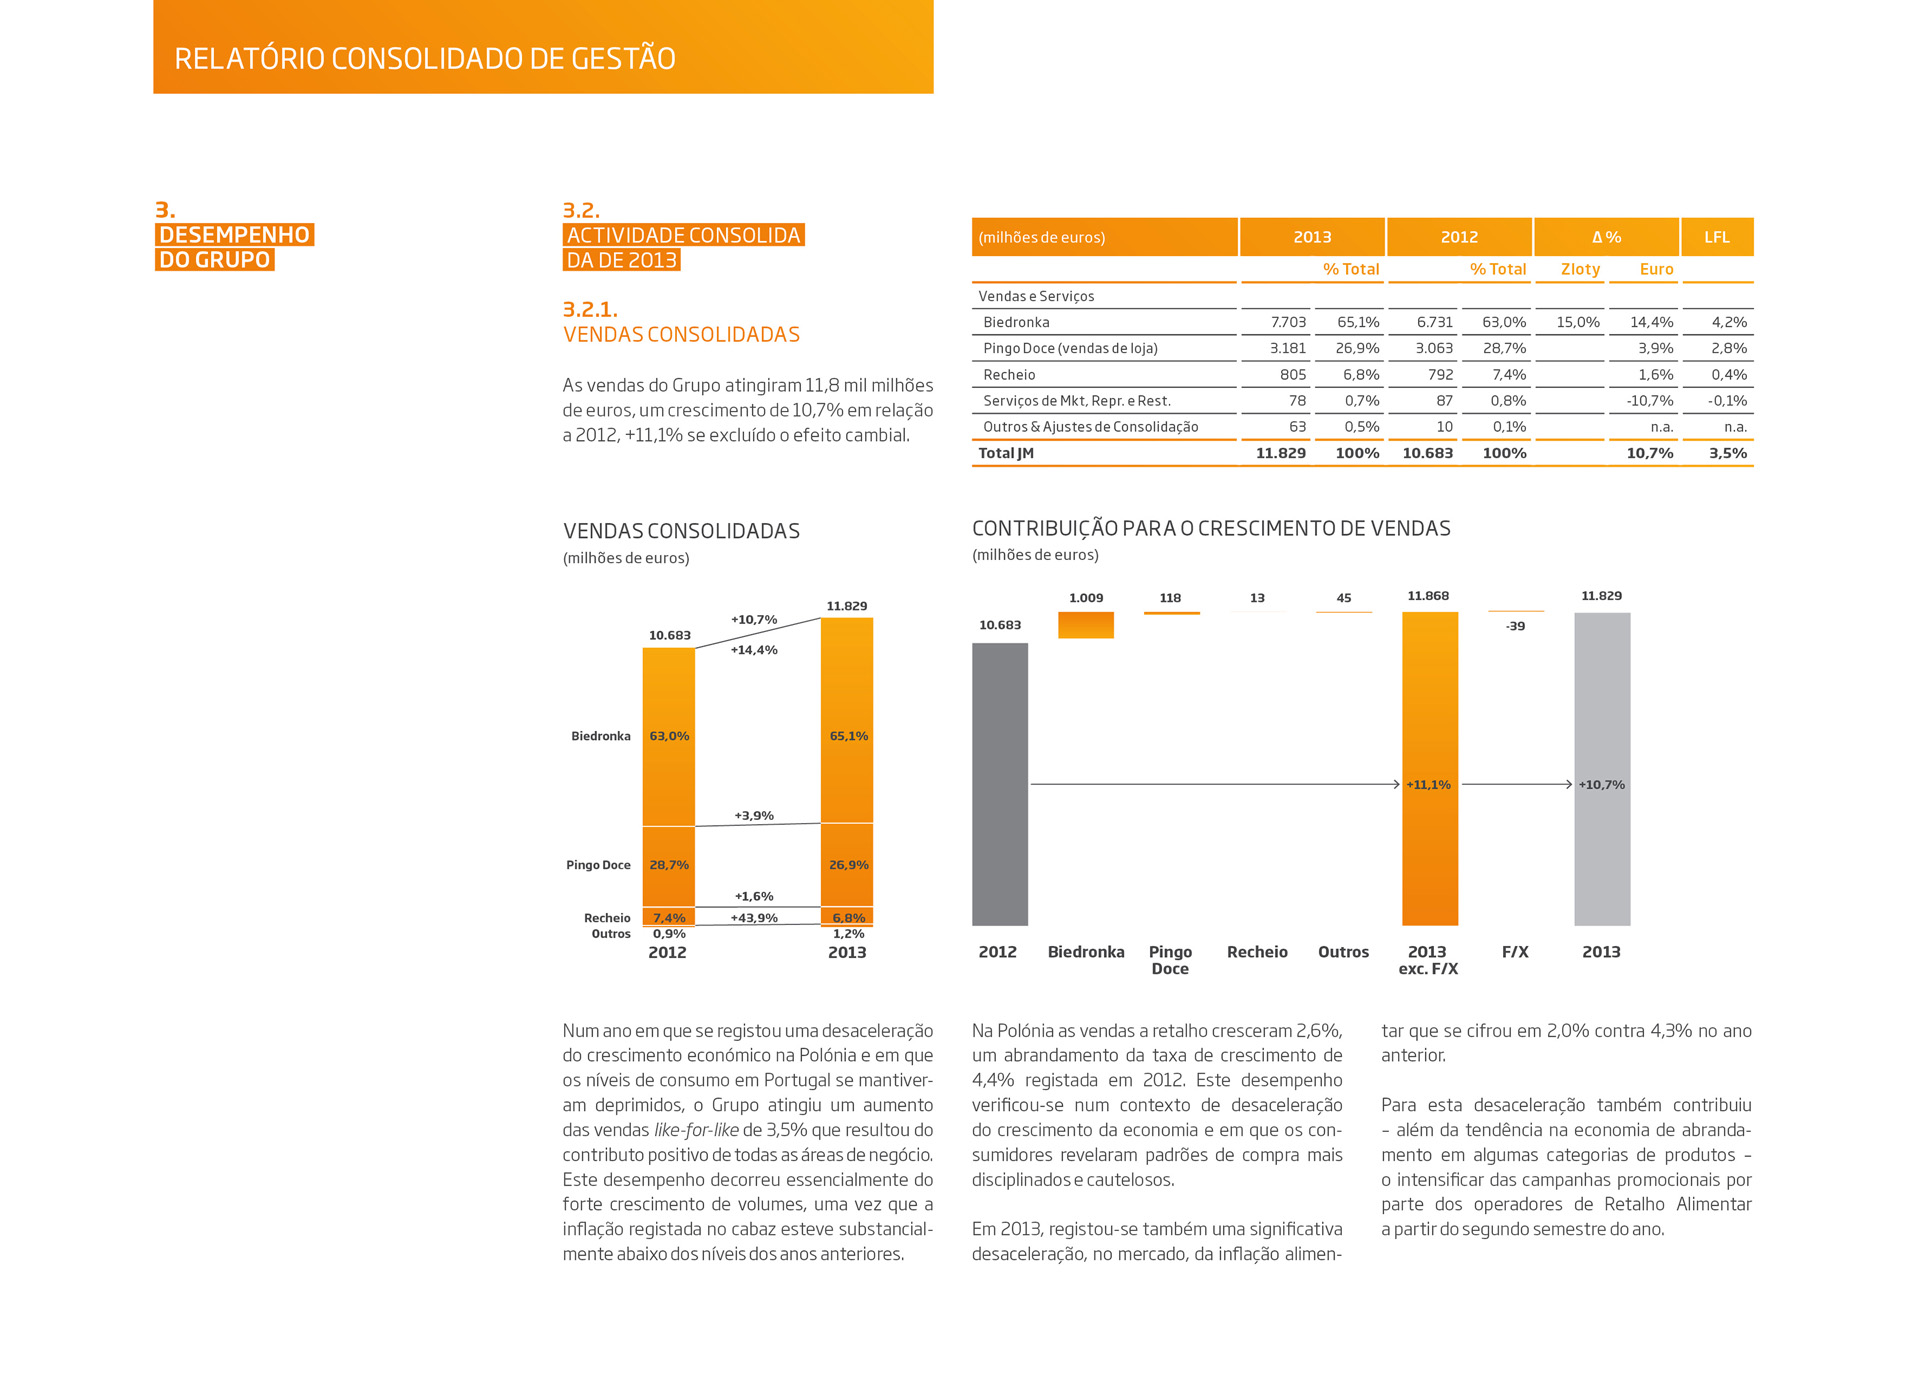 RELATÓRIO CONSOLIDADO DE GESTÃO
3.
DESEMPENHO
DO GRUPO
3.2.
ACTIVIDADE CONSOLIDA
DA DE 2013
3.2.1.
VENDAS CONSOLIDADAS
As vendas do Grupo atingiram 11,8 mil milhões
de euros, um crescimento de 10,7% em relação
a 2012, +11,1% se excluído o efeito cambial.
(milhões de euros) 2013 2012 Δ % LFL
% Total % Total Zloty Euro
Vendas e Serviços
Biedronka 7.703 65,1% 6.731 63,0% 15,0% 14,4% 4,2%
Pingo Doce (vendas de loja) 3.181 26,9% 3.063 28,7% 3,9% 2,8%
Recheio 805 6,8% 792 7,4% 1,6% 0,4%
Serviços de Mkt, Repr. e Rest. 78 0,7% 87 0,8% -10,7% -0,1%
Outros & Ajustes de Consolidação 63 0,5% 10 0,1% n.a. n.a.
Total JM 11.829 100% 10.683 100% 10,7% 3,5%
VENDAS CONSOLIDADAS
(milhões de euros)
11.829
+10,7%
10.683
+14,4%
Biedronka 63,0% 65,1%
+3,9%
Pingo Doce 28,7% 26,9%
+1,6%
Recheio 7,4% +43,9% 6,8%
Outros 0,9% 1,2%
2012 2013
CONTRIBUIÇÃO PARA O CRESCIMENTO DE VENDAS
(milhões de euros)
1.009 118 13 45 11.868 11.829
10.683 -39
+11,1% +10,7%
2012 Biedronka Pingo Recheio Outros 2013 F/X 2013
Doce exc. F/X
Num ano em que se registou uma desaceleração
do crescimento económico na Polónia e em que
os níveis de consumo em Portugal se mantiver-
am deprimidos, o Grupo atingiu um aumento
das vendas like-for-like de 3,5% que resultou do
contributo positivo de todas as áreas de negócio.
Este desempenho decorreu essencialmente do
forte crescimento de volumes, uma vez que a
inflação registada no cabaz esteve substancial-
mente abaixo dos níveis dos anos anteriores.
Na Polónia as vendas a retalho cresceram 2,6%,
um abrandamento da taxa de crescimento de
4,4% registada em 2012. Este desempenho
verificou-se num contexto de desaceleração
do crescimento da economia e em que os con-
sumidores revelaram padrões de compra mais
disciplinados e cautelosos.
Em 2013, registou-se também uma significativa
desaceleração, no mercado, da inflação alimen-
tar que se cifrou em 2,0% contra 4,3% no ano
anterior.
Para esta desaceleração também contribuiu
– além da tendência na economia de abranda-
mento em algumas categorias de produtos –
o intensificar das campanhas promocionais por
parte dos operadores de Retalho Alimentar
a partir do segundo semestre do ano.